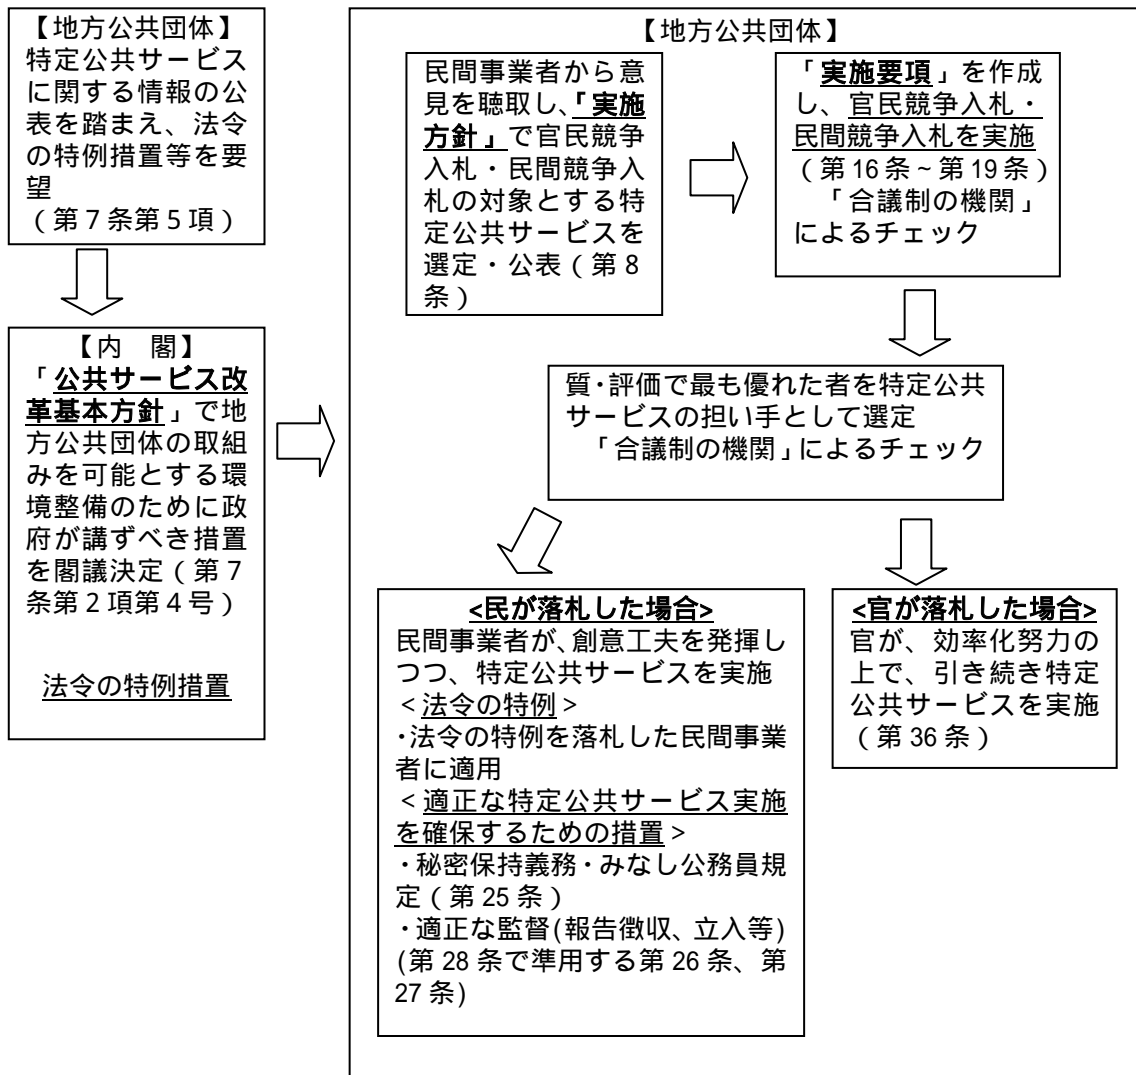 【地方公共団体】
特定公共サービス
に関する情報の公
表を踏まえ、法令
の特例措置等を要
望
(第7条第5項)
【内　閣】
「公共サービス改
革基本方針」で地
方公共団体の取組
みを可能とする環
境整備のために政
府が講ずべき措置
を閣議決定(第7
条第2項第4号)
法令の特例措置
【地方公共団体】
民間事業者から意
見を聴取し、「実施
方針」で官民競争
入札・民間競争入
札の対象とする特
定公共サービスを
選定・公表(第8
条)
「実施要項」を作成
し、官民競争入札・
民間競争入札を実施
(第16条~第19条)
「合議制の機関」
によるチェック
質・評価で最も優れた者を特定公共
サービスの担い手として選定
「合議制の機関」によるチェック
<民が落札した場合>
民間事業者が、創意工夫を発揮し
つつ、特定公共サービスを実施
<法令の特例>
・法令の特例を落札した民間事業
者に適用
<適正な特定公共サービス実施
を確保するための措置>
・秘密保持義務・みなし公務員規
定(第25条)
・適正な監督(報告徴収、立入等)
(第28条で準用する第26条、第
27条)
<官が落札した場合>
官が、効率化努力の
上で、引き続き特定
公共サービスを実施
(第36条)